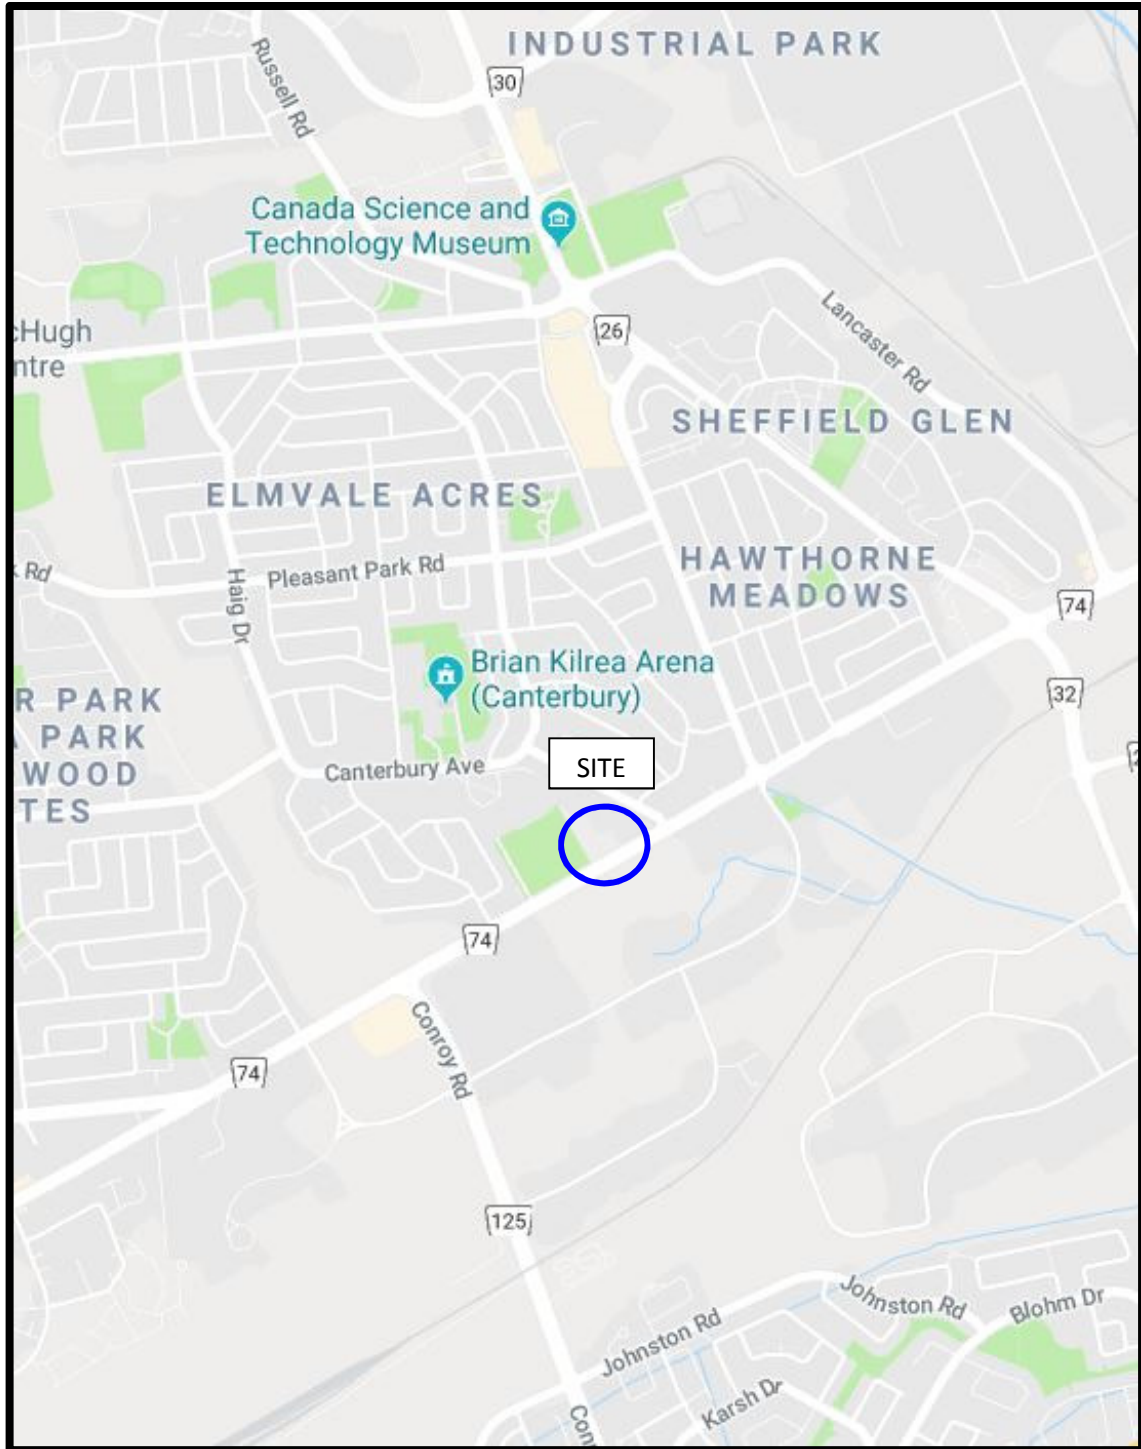 INDUSTRIAL PARK
Russell Rd
30
Canada Science and
Technology Museum
cHugh
ntre
26
Lancaster Rd
SHEFFIELD GLEN
ELMVALE ACRES
Rd
Pleasant Park Rd
Haig Dr
HAWTHORNE
MEADOWS
74
Brian Kilrea Arena
(Canterbury)
32
R PARK
PARK
WOOD
TES
Canterbury Ave
SITE
74
Conroy Rd
74
125
Johnston Rd
Blohm Dr
Johnston Rd
Karsh Dr
Con